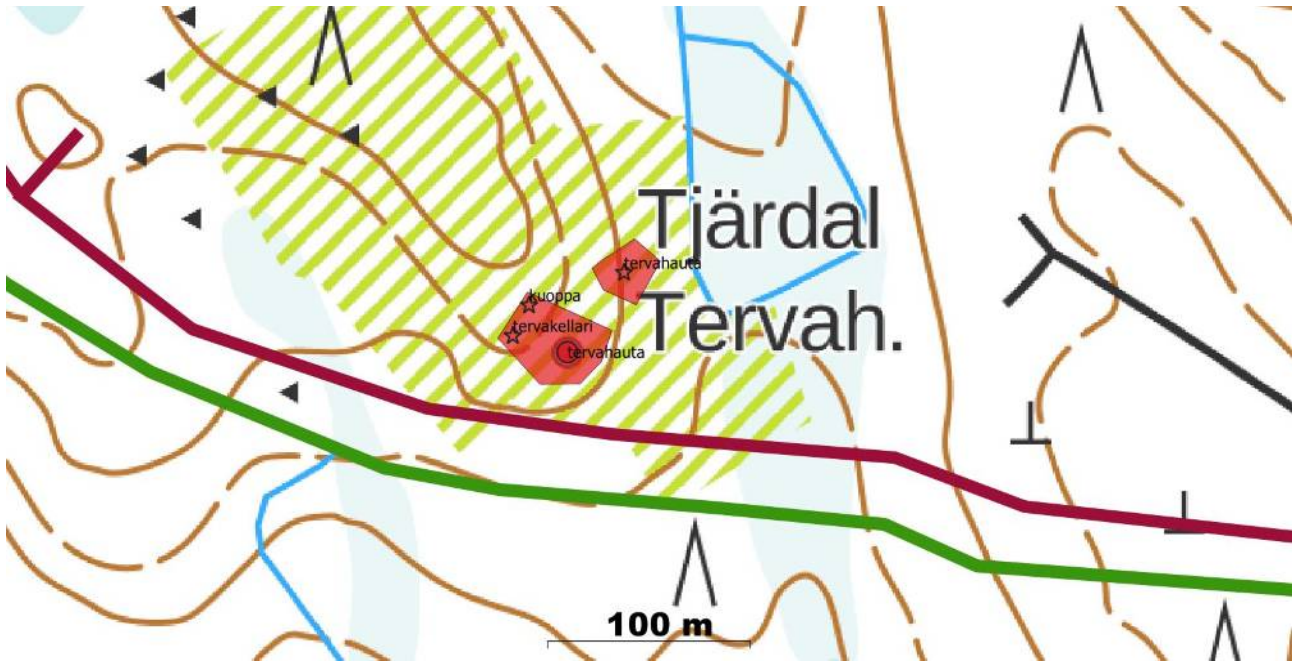 Tjärdal
tervahauta
Tervah.
kuoppa
tervakellari
tervahauta
100 m